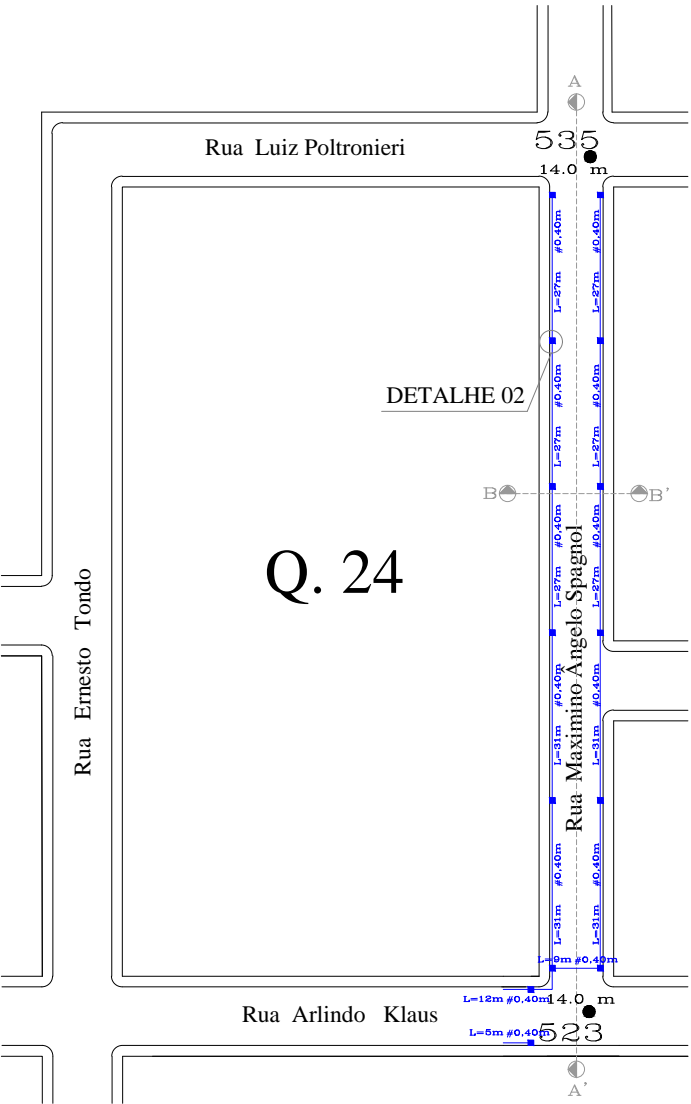 A
535
Rua Luiz Poltronieri
14.0 m
#0,40m
#0,40m
L=27m
L=27m
DETALHE 02
#0,40m
#0,40m
L=27m
L=27m
B
B'
#0,40m
#0,40m
Q. 24
L=27m
L=27m
Rua Ernesto Tondo
Rua Maximino Ângelo Spagnol
#0,40m
#0,40m
L=31m
L=31m
#0,40m
#0,40m
L=31m
L=31m
L=9m #0,40m
L=12m #0,40m
14.0 m
Rua Arlindo Klaus
L=5m #0,40m
523
A'